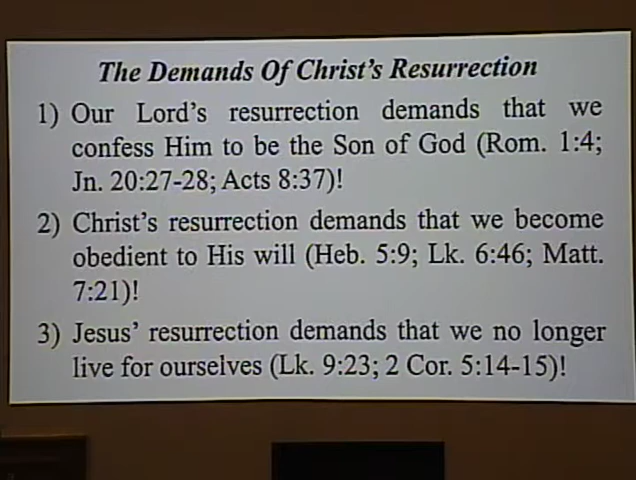 The Demands Of Christ's Resurrection
1) Our Lord's resurrection demands that we
confess Him to be the Son of God (Rom. 1:4;
Jn. 20:27-28; Acts 8:37)!
2) Christ's resurrection demands that we become
obedient to His will (Heb. 5:9; Lk. 6:46; Matt.
7:21)!
3) Jesus' resurrection demands that we no longer
live for ourselves (Lk. 9:23; 2 Cor. 5:14-15)!